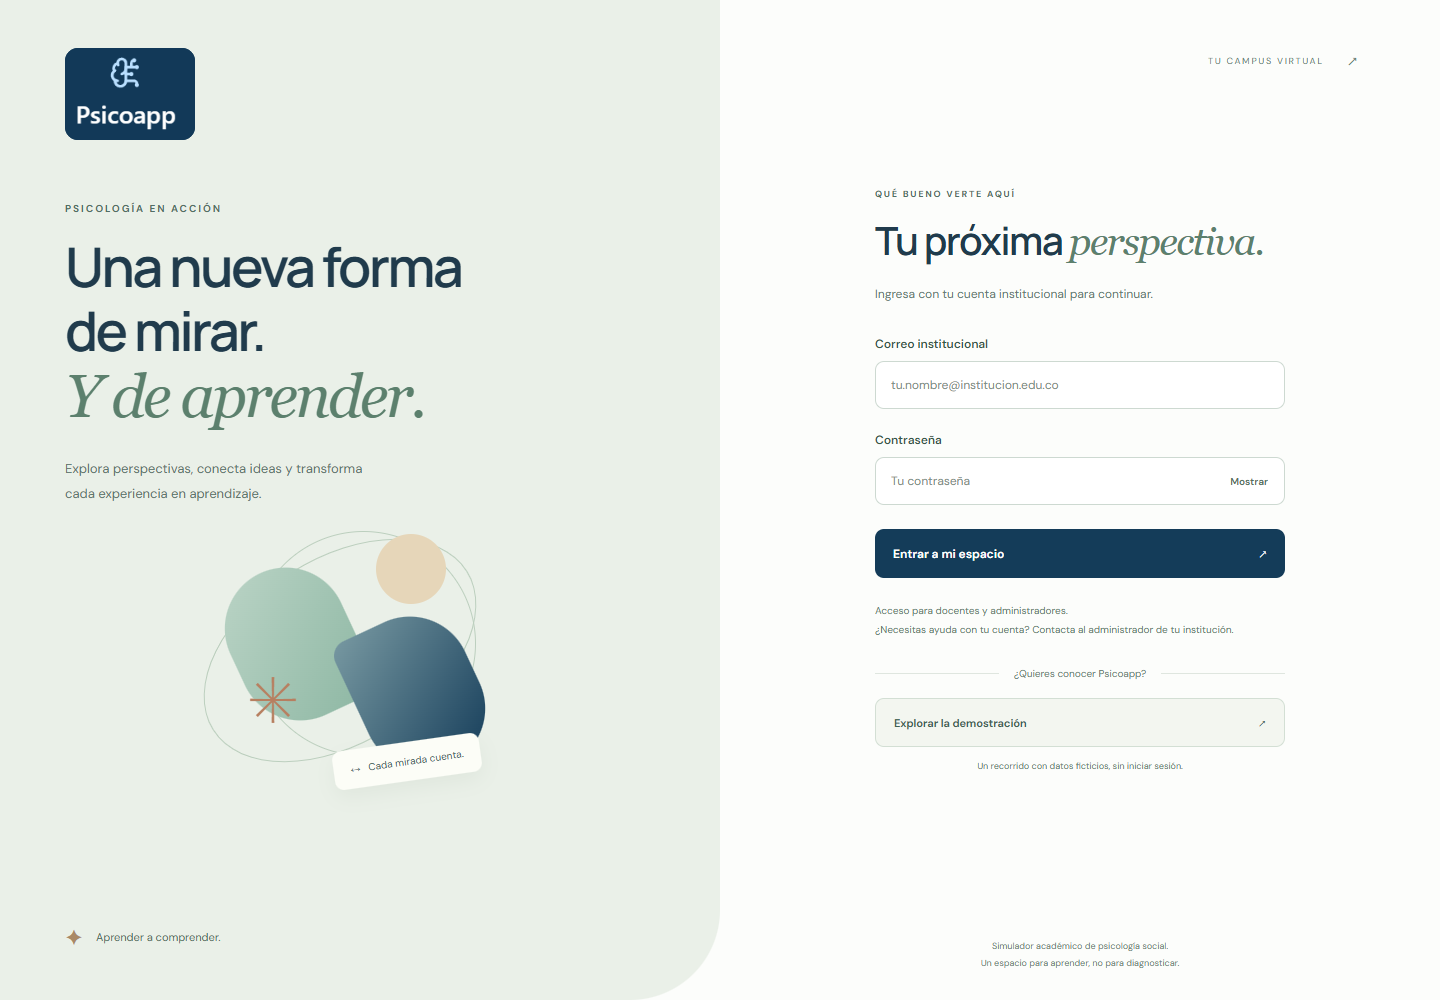 Psicoapp
PSICOLOGÍA EN ACCIÓN
Una nueva forma
de mirar.
Y de aprender.
Explora perspectivas, conecta ideas y transforma
cada experiencia en aprendizaje.
↔ Cada mirada cuenta.
Aprender a comprender.
TU CAMPUS VIRTUAL ↗
QUÉ BUENO VERTE AQUÍ
Tu próxima perspectiva.
Ingresa con tu cuenta institucional para continuar.
Correo institucional
tu.nombre@institucion.edu.co
Contraseña
Tu contraseña Mostrar
Entrar a mi espacio ↗
Acceso para docentes y administradores.
¿Necesitas ayuda con tu cuenta? Contacta al administrador de tu institución.
¿Quieres conocer Psicoapp?
Explorar la demostración ↗
Un recorrido con datos ficticios, sin iniciar sesión.
Simulador académico de psicología social.
Un espacio para aprender, no para diagnosticar.